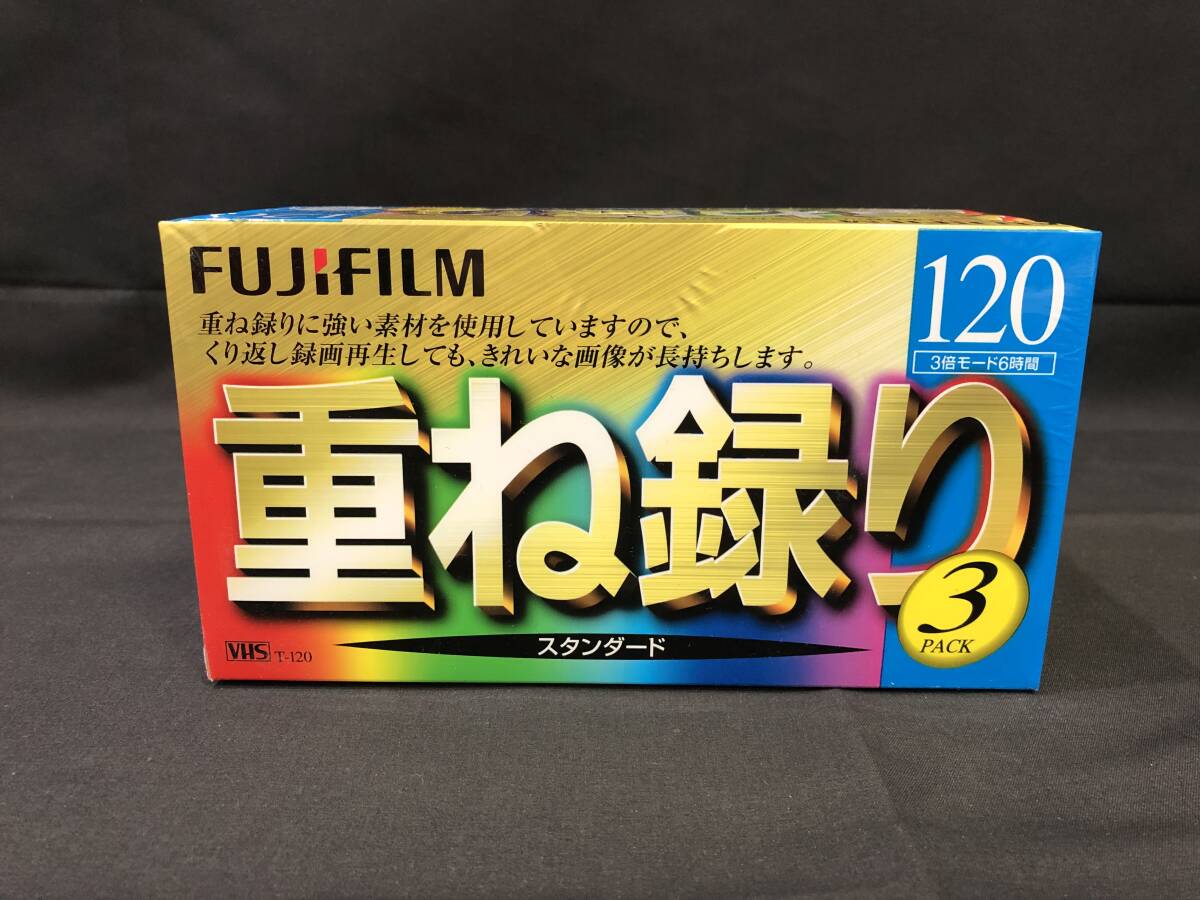 FUJIFILM
重ね録りに強い素材を使用していますので、
くり返し録画再生しても、きれいな画像が長持ちします。
120
3倍モード6時間
重ね録り
3
PACK
スタンダード
VHS T-120